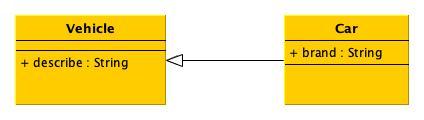 Vehicle
+ describe : String
Car
+ brand : String